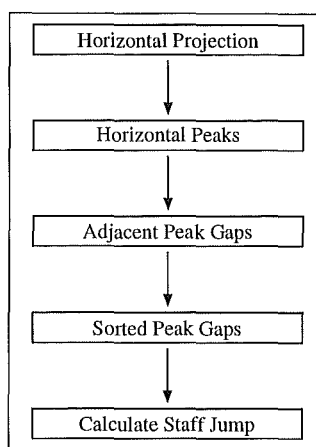 Horizontal Projection
Horizontal Peaks
Adjacent Peak Gaps
Sorted Peak Gaps
Calculate Staff Jump